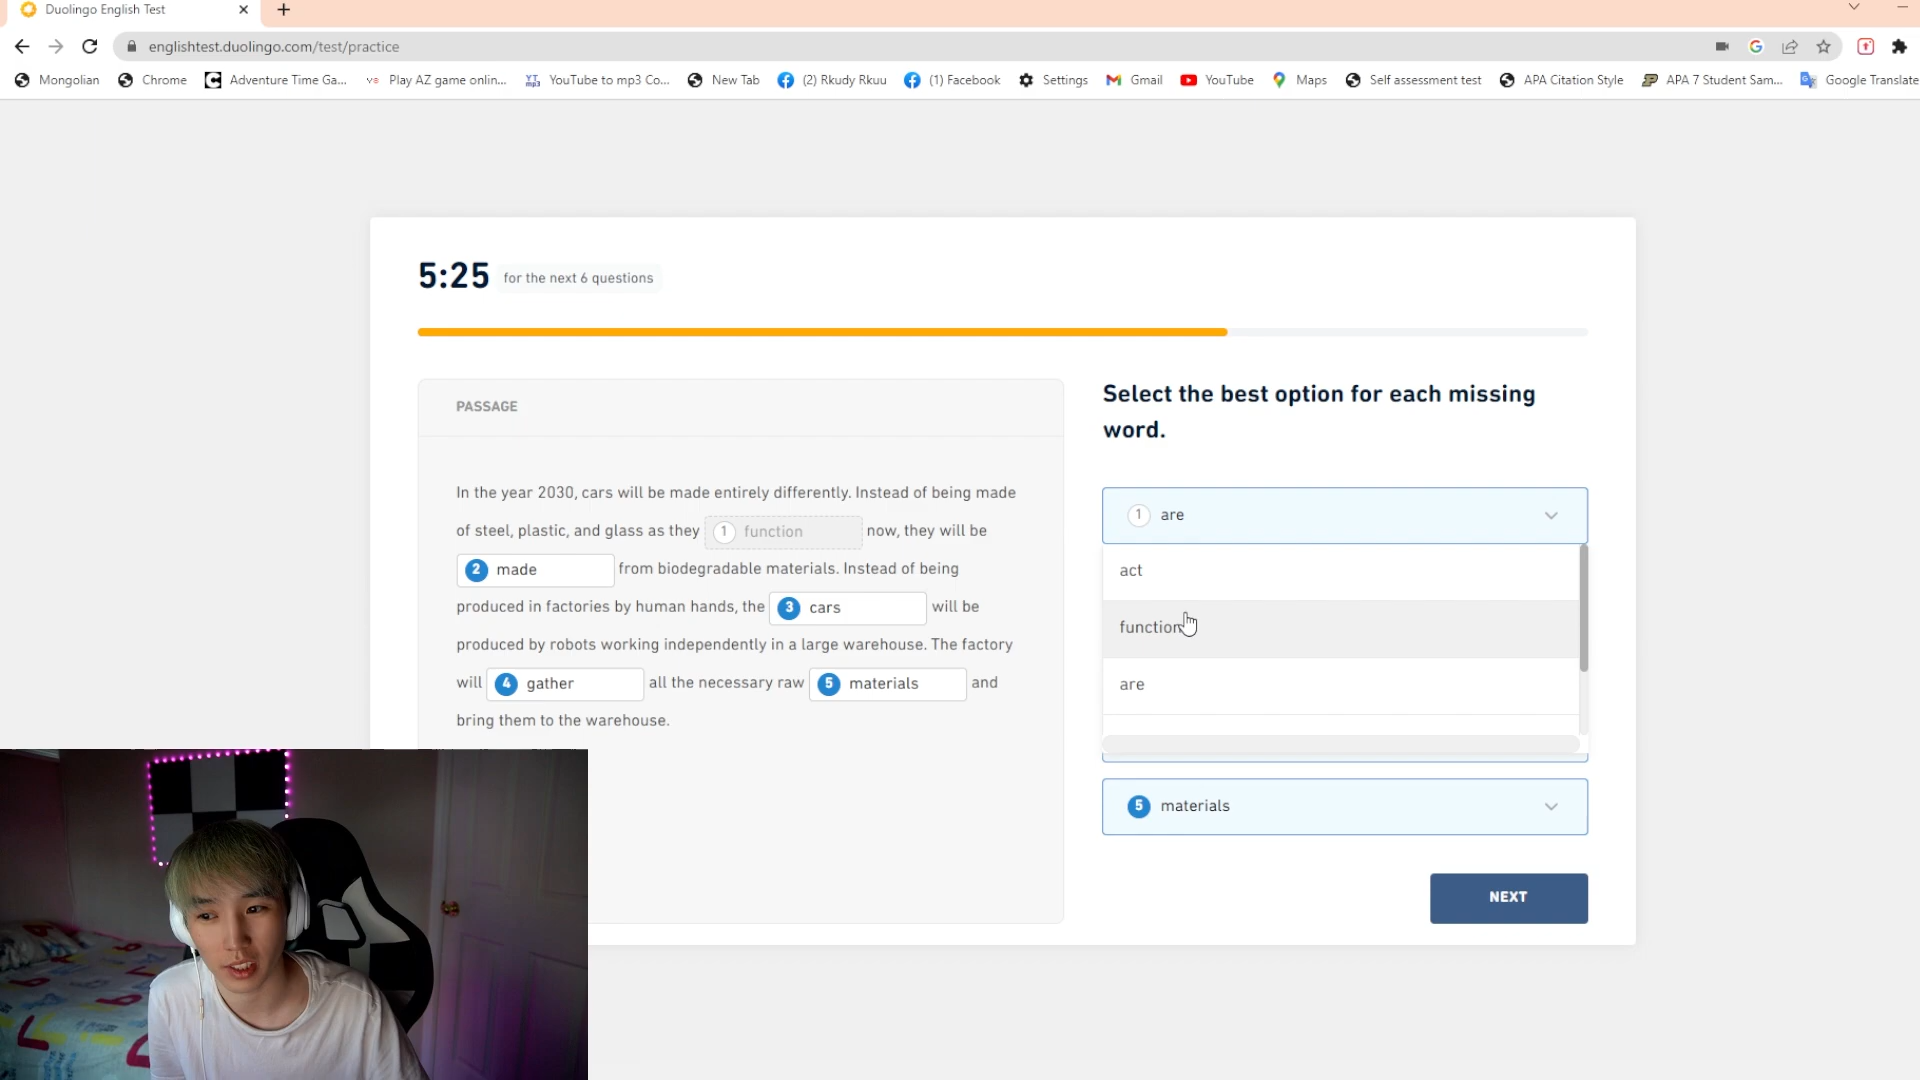 Duolingo English Test
englishtest.duolingo.com/test/practice
Mongolian Chrome Adventure Time Ga... Play AZ game onlin... YT mp3 YouTube to mp3 Co... New Tab (2) Rkudy Rkuu (1) Facebook Settings Gmail YouTube Maps Self assessment test APA Citation Style APA 7 Student Sam... Google Translate
5:25 for the next 6 questions
PASSAGE
In the year 2030, cars will be made entirely differently. Instead of being made
of steel, plastic, and glass as they 1 function now, they will be
2 made from biodegradable materials. Instead of being
produced in factories by human hands, the 3 cars will be
produced by robots working independently in a large warehouse. The factory
will 4 gather all the necessary raw 5 materials and
bring them to the warehouse.
Select the best option for each missing
word.
1 are
act
function
are
5 materials
NEXT